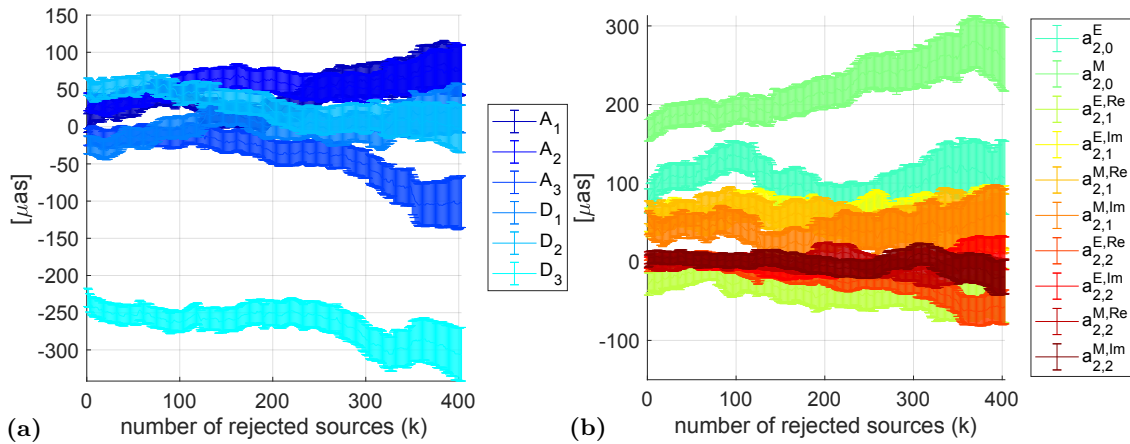 150
100
50
0
-50
-100
-150
-200
-250
-300
[μas]
0
100
200
300
400
number of rejected sources (k)
(a)
A1
A2
A3
D1
D2
D3
300
200
100
0
-100
[μas]
0
100
200
300
400
number of rejected sources (k)
(b)
a^E_2,0
a^M_2,0
a^E,Re_2,1
a^E,Im_2,1
a^M,Re_2,1
a^M,Im_2,1
a^E,Re_2,2
a^E,Im_2,2
a^M,Re_2,2
a^M,Im_2,2